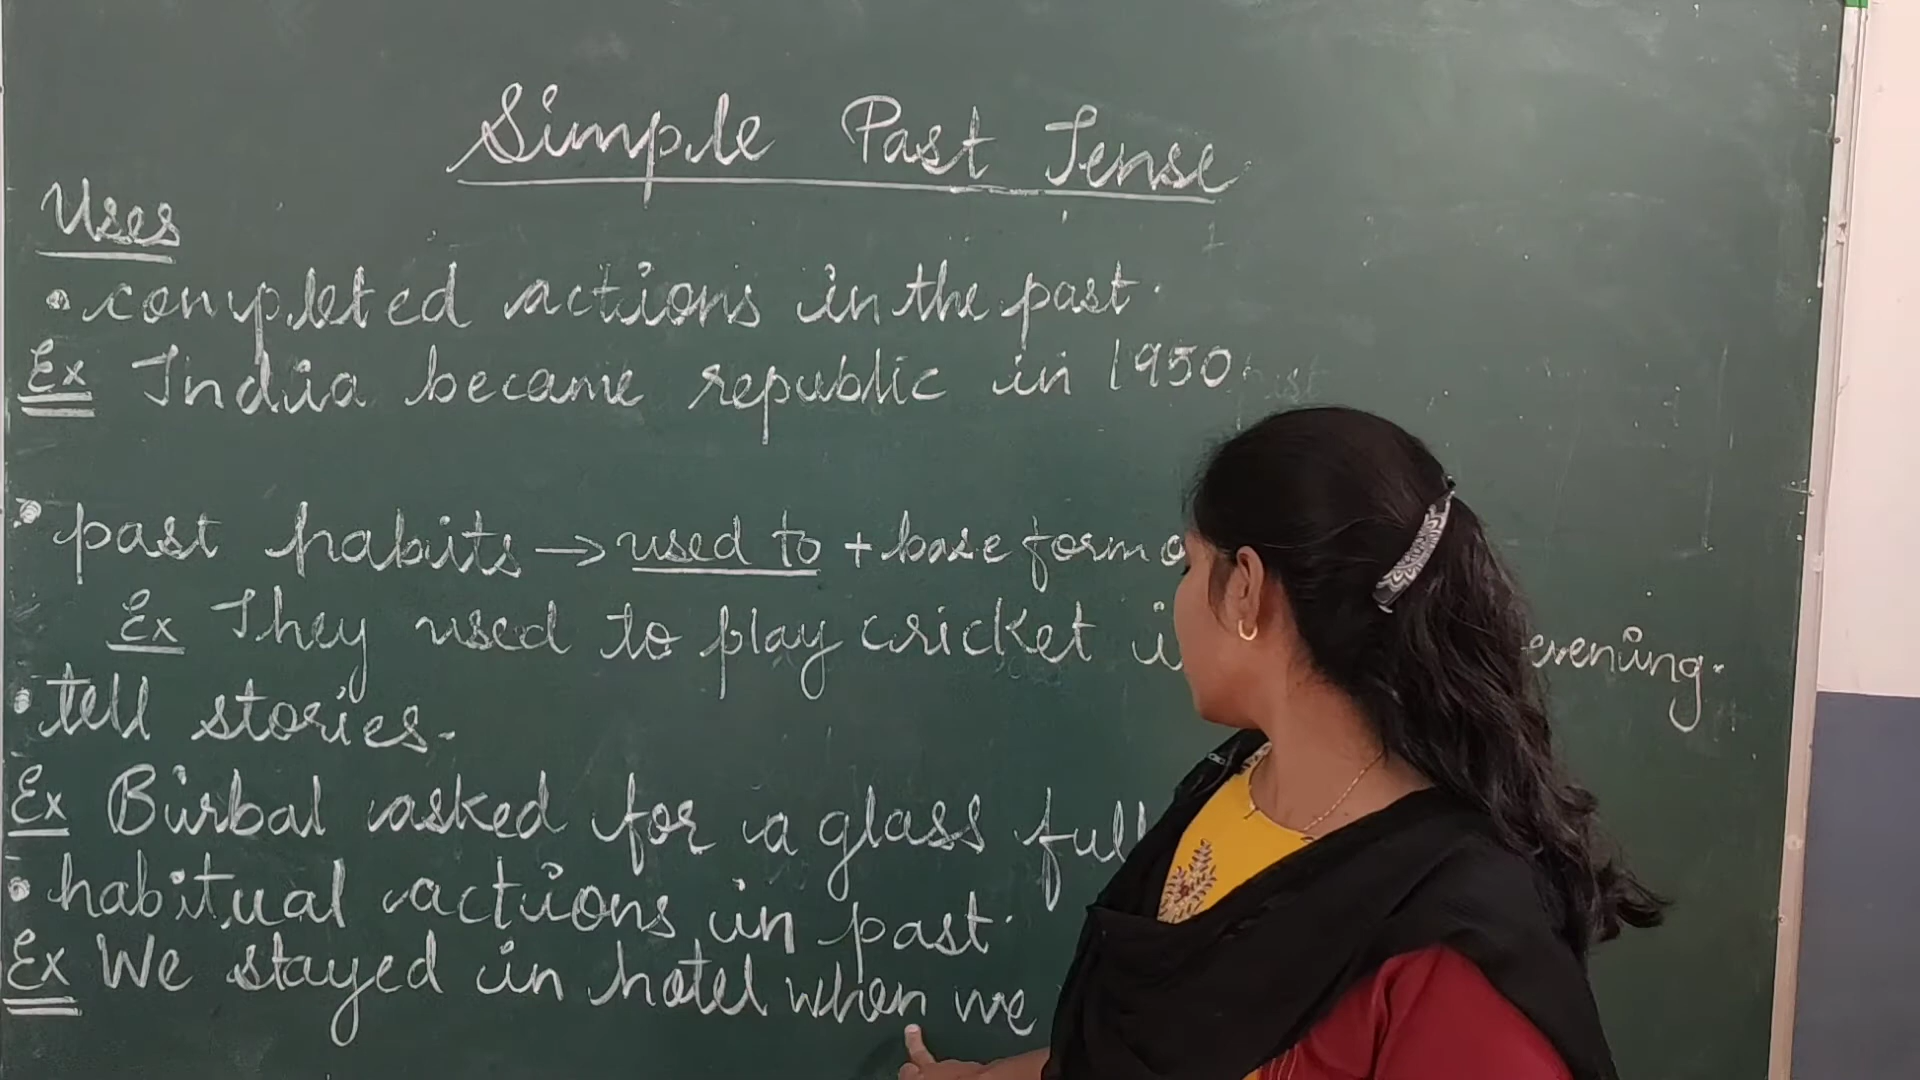 Simple Past Tense
Uses
• completed actions in the past.
Ex India became republic in 1950
• past habits → used to + base form
Ex They used to play cricket evening.
• tell stories.
Ex Birbal asked for a glass full
• habitual actions in past.
Ex We stayed in hotel when we